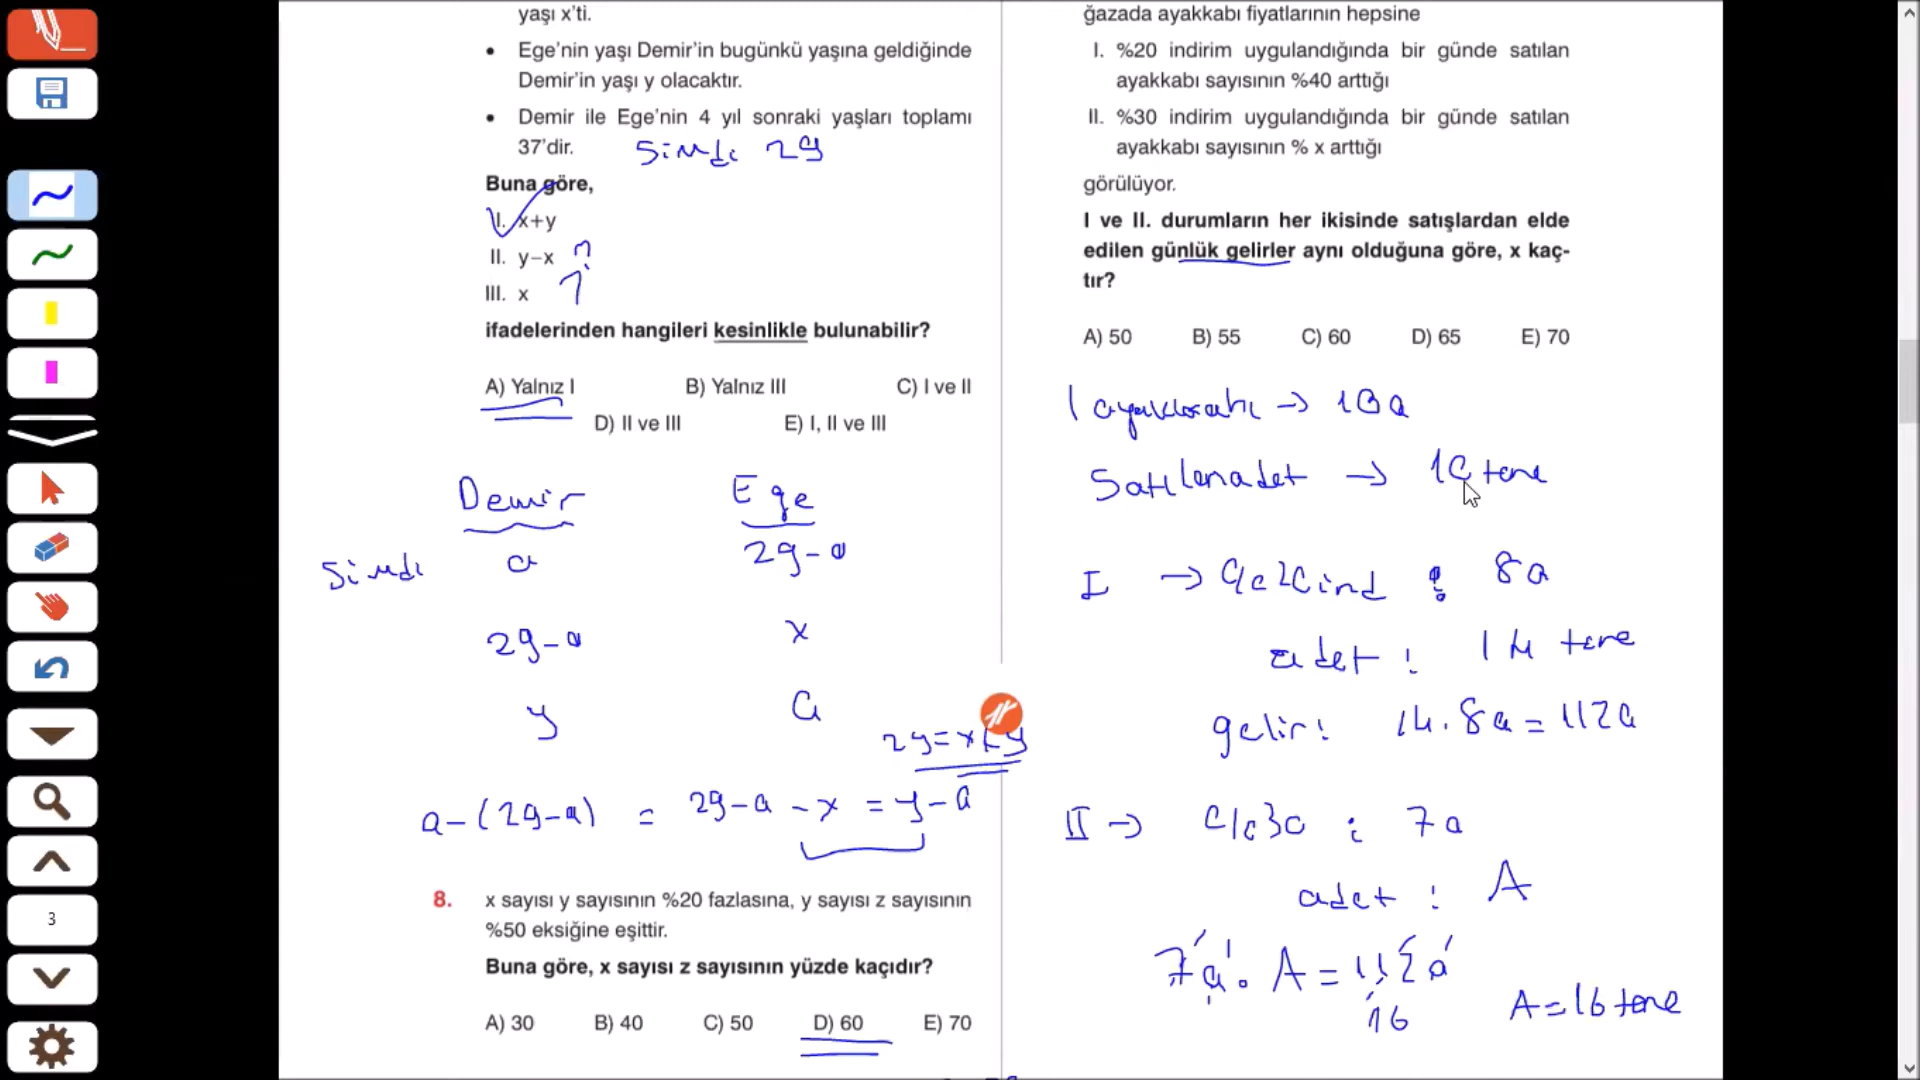 yaşı x'ti.
• Ege'nin yaşı Demir'in bugünkü yaşına geldiğinde
Demir'in yaşı y olacaktır.
• Demir ile Ege'nin 4 yıl sonraki yaşları toplamı
37'dir.
Şimdi 29
Buna göre,
I. x+y
II. y−x ?
III. x ?
ifadelerinden hangileri kesinlikle bulunabilir?
A) Yalnız I B) Yalnız III C) I ve II
D) II ve III E) I, II ve III
Demir Ege
Şimdi a 29-a
29-a x
y a
29=x+y
a-(29-a) = 29-a-x = y-a
8. x sayısı y sayısının %20 fazlasına, y sayısı z sayısının
%50 eksiğine eşittir.
Buna göre, x sayısı z sayısının yüzde kaçıdır?
A) 30 B) 40 C) 50 D) 60 E) 70
ğazada ayakkabı fiyatlarının hepsine
I. %20 indirim uygulandığında bir günde satılan
ayakkabı sayısının %40 arttığı
II. %30 indirim uygulandığında bir günde satılan
ayakkabı sayısının % x arttığı
görülüyor.
I ve II. durumların her ikisinde satışlardan elde
edilen günlük gelirler aynı olduğuna göre, x kaç-
tır?
A) 50 B) 55 C) 60 D) 65 E) 70
1 ayakkabı → 10a
Satılan adet → 10 tane
I → %20 ind : 8a
adet : 14 tane
gelir : 14.8a = 112a
II → %30 : 7a
adet : A
7a . A = 112a
16
A=16 tane
3